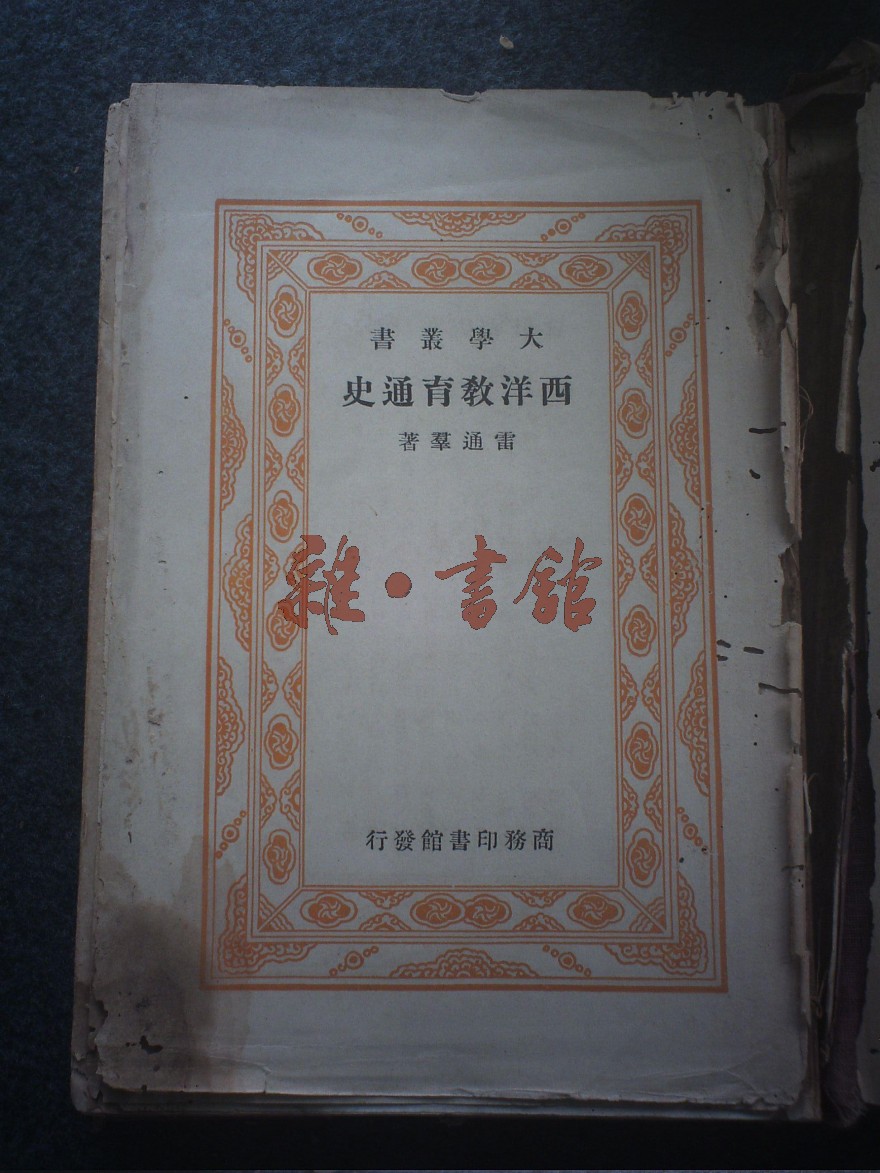 大學叢書
西洋教育通史
雷通羣著
雜·書館
商務印書館發行